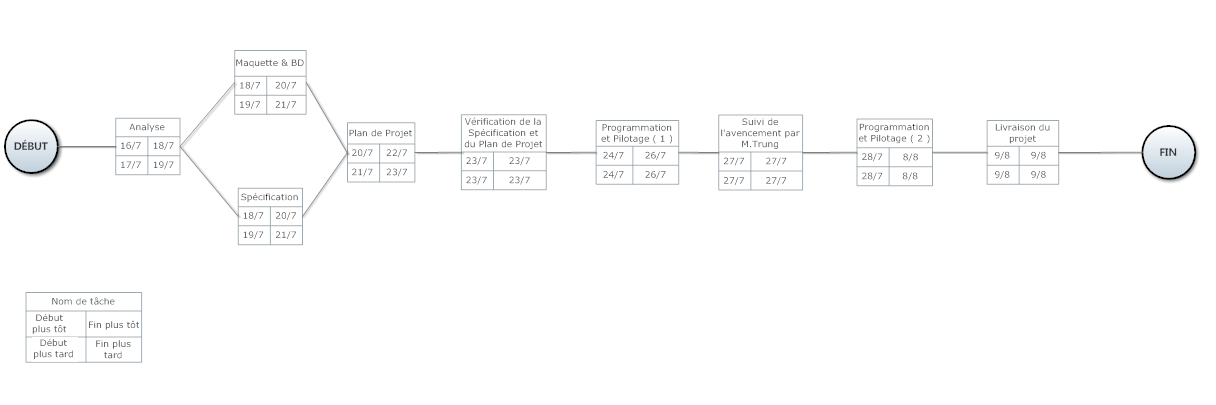 DÉBUT
Analyse
16/7 18/7
17/7 19/7
Maquette & BD
18/7 20/7
19/7 21/7
Spécification
18/7 20/7
19/7 21/7
Plan de Projet
20/7 22/7
21/7 23/7
Vérification de la
Spécification et
du Plan de Projet
23/7 23/7
23/7 23/7
Programmation
et Pilotage ( 1 )
24/7 26/7
24/7 26/7
Suivi de
l'avencement par
M.Trung
27/7 27/7
27/7 27/7
Programmation
et Pilotage ( 2 )
28/7 8/8
28/7 8/8
Livraison du
projet
9/8 9/8
9/8 9/8
FIN
Nom de tâche
Début
plus tôt
Fin plus tôt
Début
plus tard
Fin plus
tard